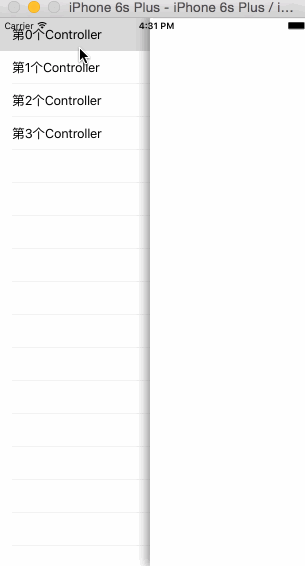 iPhone 6s Plus - iPhone 6s Plus / i...
Carrier 4:31 PM
第0个Controller
第1个Controller
第2个Controller
第3个Controller